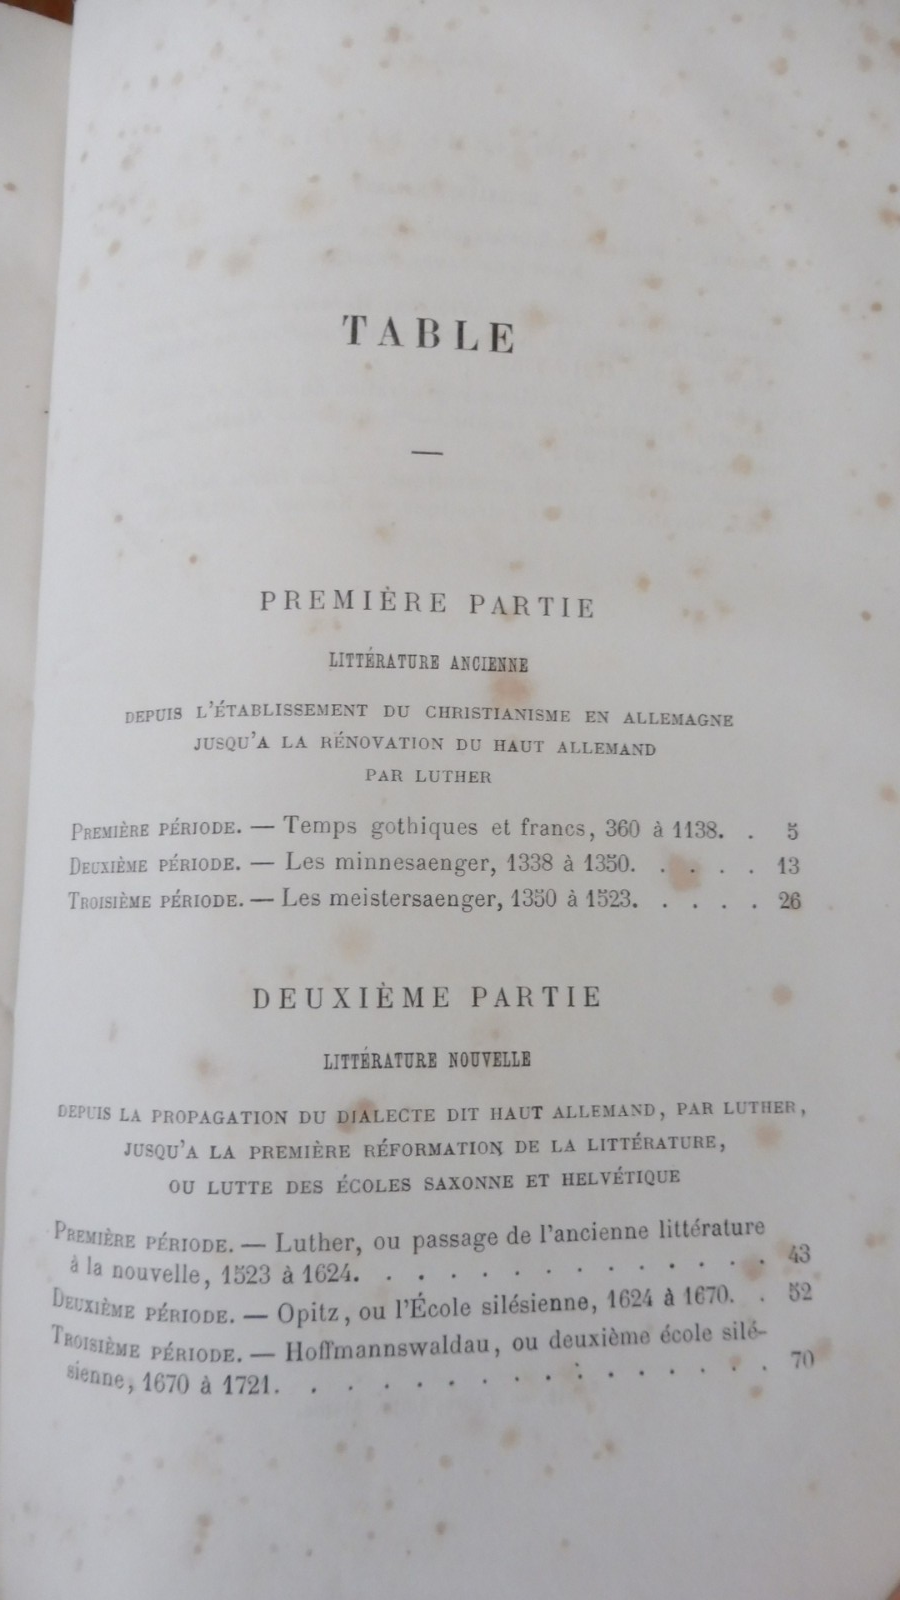 TABLE
—
PREMIÈRE PARTIE
LITTÉRATURE ANCIENNE
DEPUIS L'ÉTABLISSEMENT DU CHRISTIANISME EN ALLEMAGNE
JUSQU'A LA RÉNOVATION DU HAUT ALLEMAND
PAR LUTHER
PREMIÈRE PÉRIODE. — Temps gothiques et francs, 360 à 1138. . 5
DEUXIÈME PÉRIODE. — Les minnesaenger, 1338 à 1350. . . . . 13
TROISIÈME PÉRIODE. — Les meistersaenger, 1350 à 1523. . . . . 26
DEUXIÈME PARTIE
LITTÉRATURE NOUVELLE
DEPUIS LA PROPAGATION DU DIALECTE DIT HAUT ALLEMAND, PAR LUTHER,
JUSQU'A LA PREMIÈRE RÉFORMATION DE LA LITTÉRATURE,
OU LUTTE DES ÉCOLES SAXONNE ET HELVÉTIQUE
PREMIÈRE PÉRIODE. — Luther, ou passage de l'ancienne littérature
à la nouvelle, 1523 à 1624. . . . . . . . . . . . . 43
DEUXIÈME PÉRIODE. — Opitz, ou l'École silésienne, 1624 à 1670. . 52
TROISIÈME PÉRIODE. — Hoffmannswaldau, ou deuxième école silé-
sienne, 1670 à 1721. . . . . . . . . . . . . . . 70